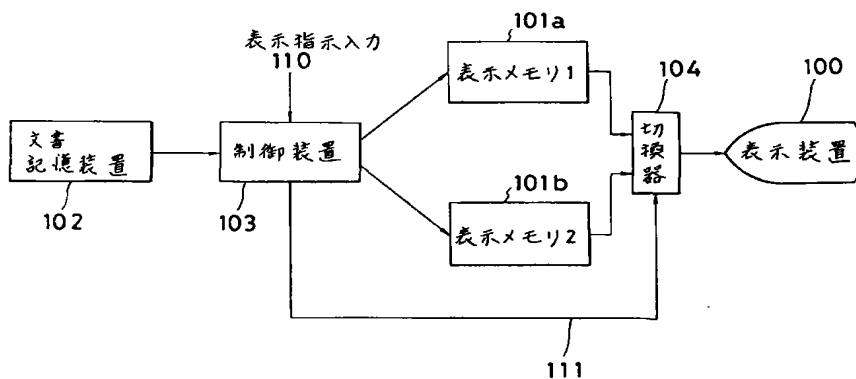 表示指示入力
110
101a
表示メモリ1
104
100
文書
記憶装置
制御装置
切換器
表示装置
102
103
101b
表示メモリ2
111